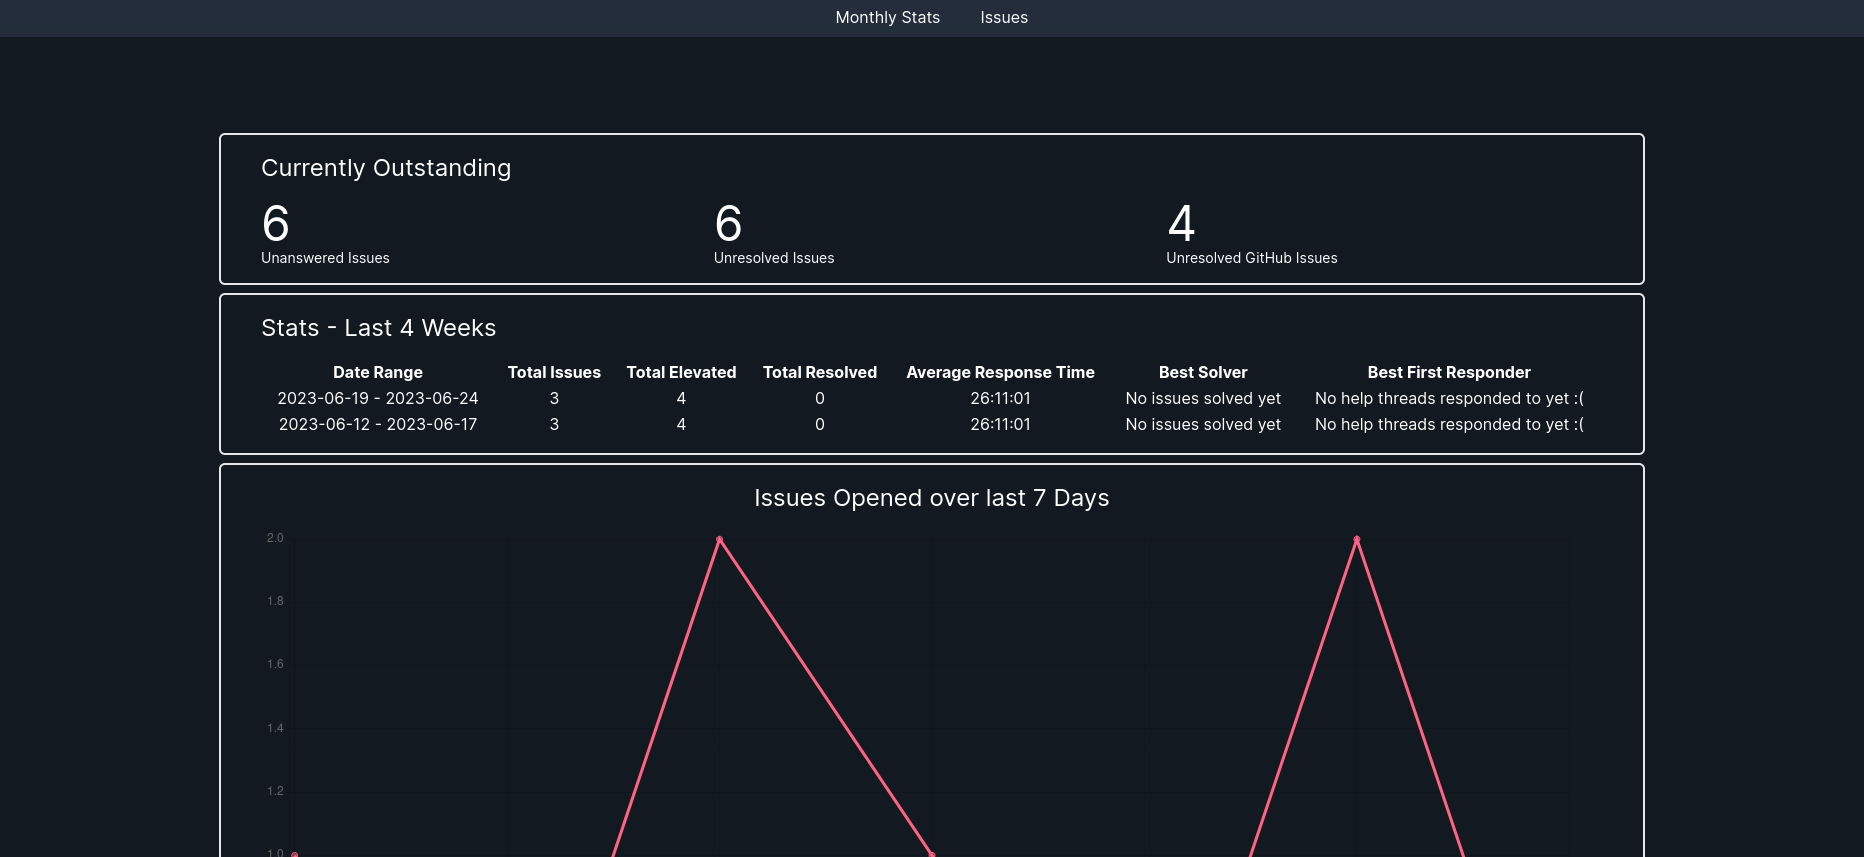 Monthly Stats Issues
Currently Outstanding
6 6 4
Unanswered Issues Unresolved Issues Unresolved GitHub Issues
Stats - Last 4 Weeks
Date Range Total Issues Total Elevated Total Resolved Average Response Time Best Solver Best First Responder
2023-06-19 - 2023-06-24 3 4 0 26:11:01 No issues solved yet No help threads responded to yet :(
2023-06-12 - 2023-06-17 3 4 0 26:11:01 No issues solved yet No help threads responded to yet :(
Issues Opened over last 7 Days
2.0
1.8
1.6
1.4
1.2
1.0